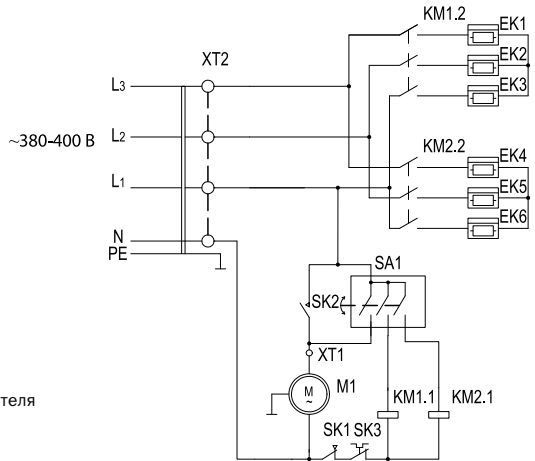 KM1.2
EK1
XT2
EK2
L3
EK3
~380-400 В
L2
KM2.2
EK4
L1
EK5
N
EK6
PE
SA1
SK2
XT1
M
~
M1
KM1.1
KM2.1
теля
SK1 SK3